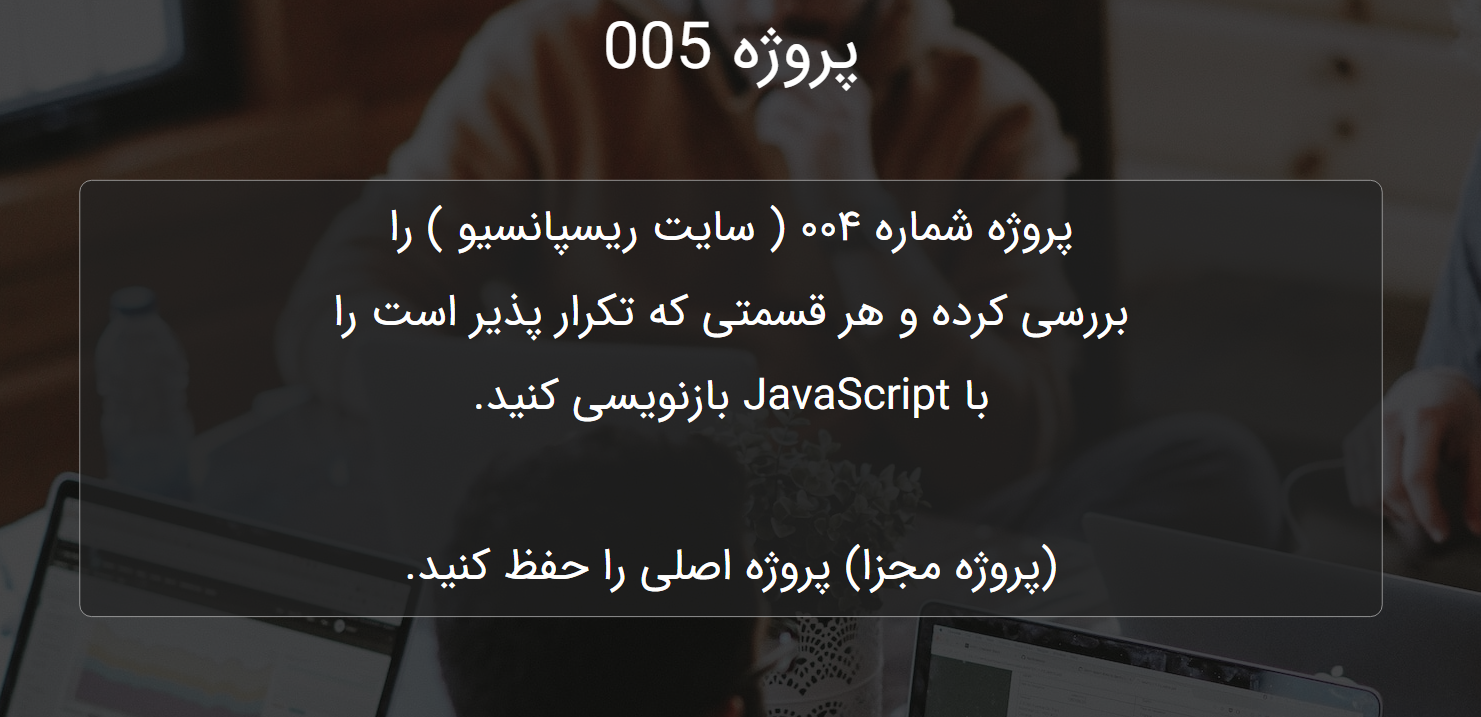 پروژه 005
پروژه شماره ۰۰۴ ( سایت ریسپانسیو ) را
بررسی کرده و هر قسمتی که تکرار پذیر است را
با JavaScript بازنویسی کنید.
(پروژه مجزا) پروژه اصلی را حفظ کنید.